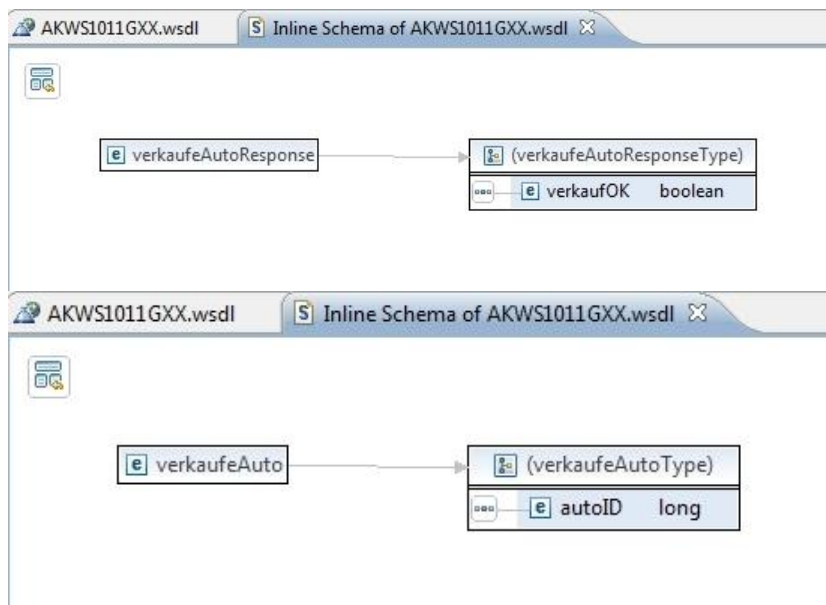 AKWS1011GXX.wsdl S Inline Schema of AKWS1011GXX.wsdl
e verkaufeAutoResponse (verkaufeAutoResponseType)
e verkaufOK boolean
AKWS1011GXX.wsdl S Inline Schema of AKWS1011GXX.wsdl
e verkaufeAuto (verkaufeAutoType)
e autoID long